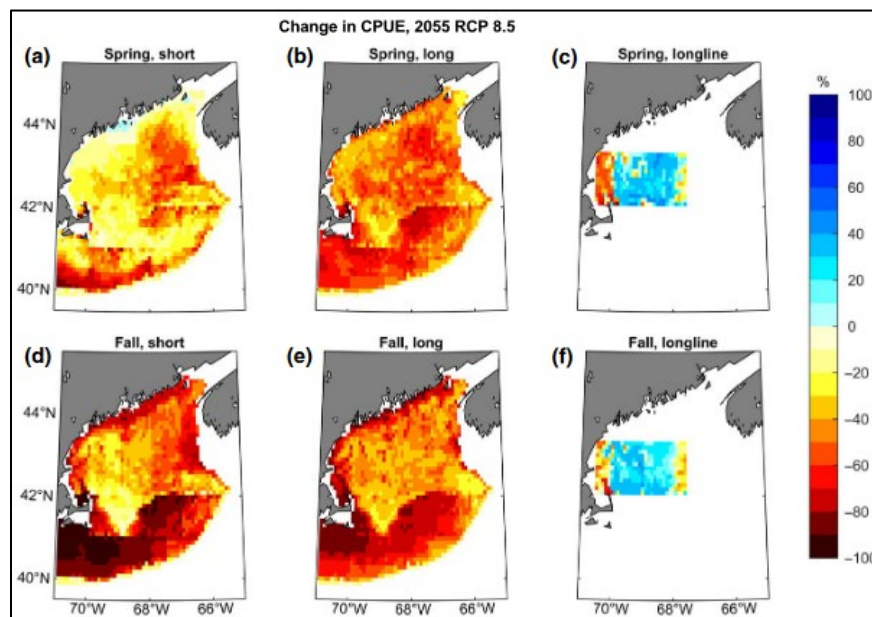 Change in CPUE, 2055 RCP 8.5
(a) Spring, short
(b) Spring, long
(c) Spring, longline
%
100
80
60
40
20
0
−20
−40
−60
−80
−100
44°N
42°N
40°N
(d) Fall, short
(e) Fall, long
(f) Fall, longline
44°N
42°N
40°N
70°W 68°W 66°W
70°W 68°W 66°W
70°W 68°W 66°W